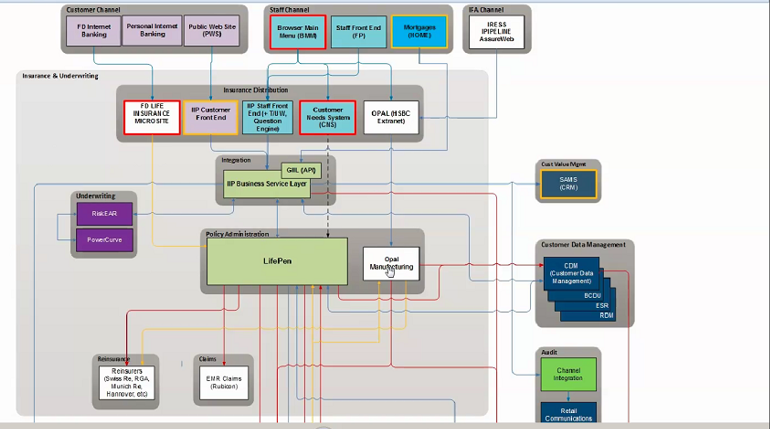 Customer Channel
FD Internet
Banking
Personal Internet
Banking
Public Web Site
(PWS)
Staff Channel
Browser Main
Menu (BMM)
Staff Front End
(FP)
Mortgages
(HOME)
IFA Channel
IRESS
IPIPELINE
AssureWeb
Insurance & Underwriting
Insurance Distribution
FD LIFE
INSURANCE
MICROSITE
IIP Customer
Front End
IIP Staff Front
End (+ T/UW,
Question
Engine)
Customer
Needs System
(CNS)
OPAL (HSBC
Extranet)
Integration
GIIL (API)
IIP Business Service Layer
Cust Value Mgmt
SAMS
(CRM)
Underwriting
RiskEAR
PowerCurve
Policy Administration
LifePen
Opal
Manufacturing
Customer Data Management
CDM
(Customer Data
Management)
BCDU
ESR
RDM
Reinsurance
Reinsurers
(Swiss Re, RGA,
Munich Re,
Hannover, etc)
Claims
EMR Claims
(Rubicon)
Audit
Channel
Integration
Retail
Communications